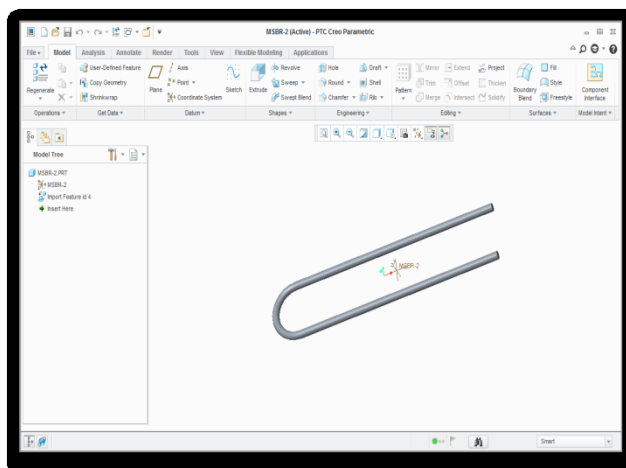 MSBR-2 (Active) - PTC Creo Parametric
File Model Analysis Annotate Render Tools View Flexible Modeling Applications
Regenerate
User-Defined Feature
Copy Geometry
Shrinkwrap
Plane
Axis
Point
Coordinate System
Sketch
Extrude
Revolve
Sweep
Swept Blend
Hole
Round
Chamfer
Draft
Shell
Rib
Pattern
Mirror
Trim
Merge
Extend
Offset
Intersect
Project
Thicken
Solidify
Boundary Blend
Fill
Style
Freestyle
Component Interface
Operations Get Data Datum Shapes Engineering Editing Surfaces Model Intent
Model Tree
MSBR-2.PRT
MSBR-2
Import Feature id 4
Insert Here
MSBR-2
Smart